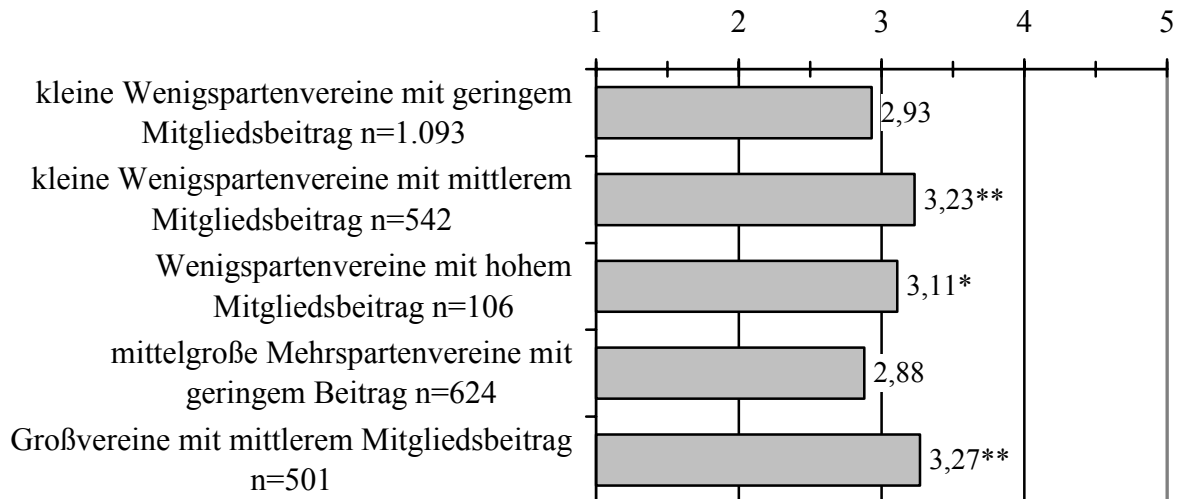 1 2 3 4 5
kleine Wenigspartenvereine mit geringem
Mitgliedsbeitrag n=1.093
2,93
kleine Wenigspartenvereine mit mittlerem
Mitgliedsbeitrag n=542
3,23**
Wenigspartenvereine mit hohem
Mitgliedsbeitrag n=106
3,11*
mittelgroße Mehrspartenvereine mit
geringem Beitrag n=624
2,88
Großvereine mit mittlerem Mitgliedsbeitrag
n=501
3,27**